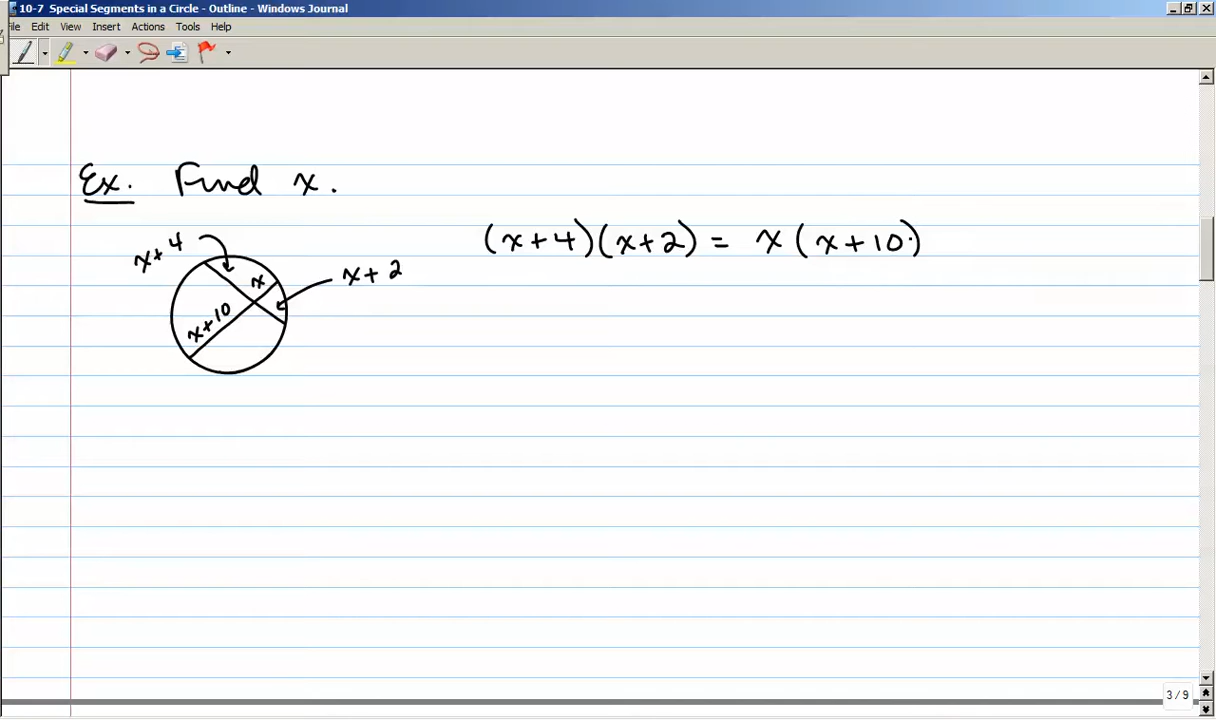 10-7 Special Segments in a Circle - Outline - Windows Journal
File Edit View Insert Actions Tools Help
Ex. Find x.
x+4
(x+4)(x+2) = x(x+10)
x
x+2
x+10
3 / 9